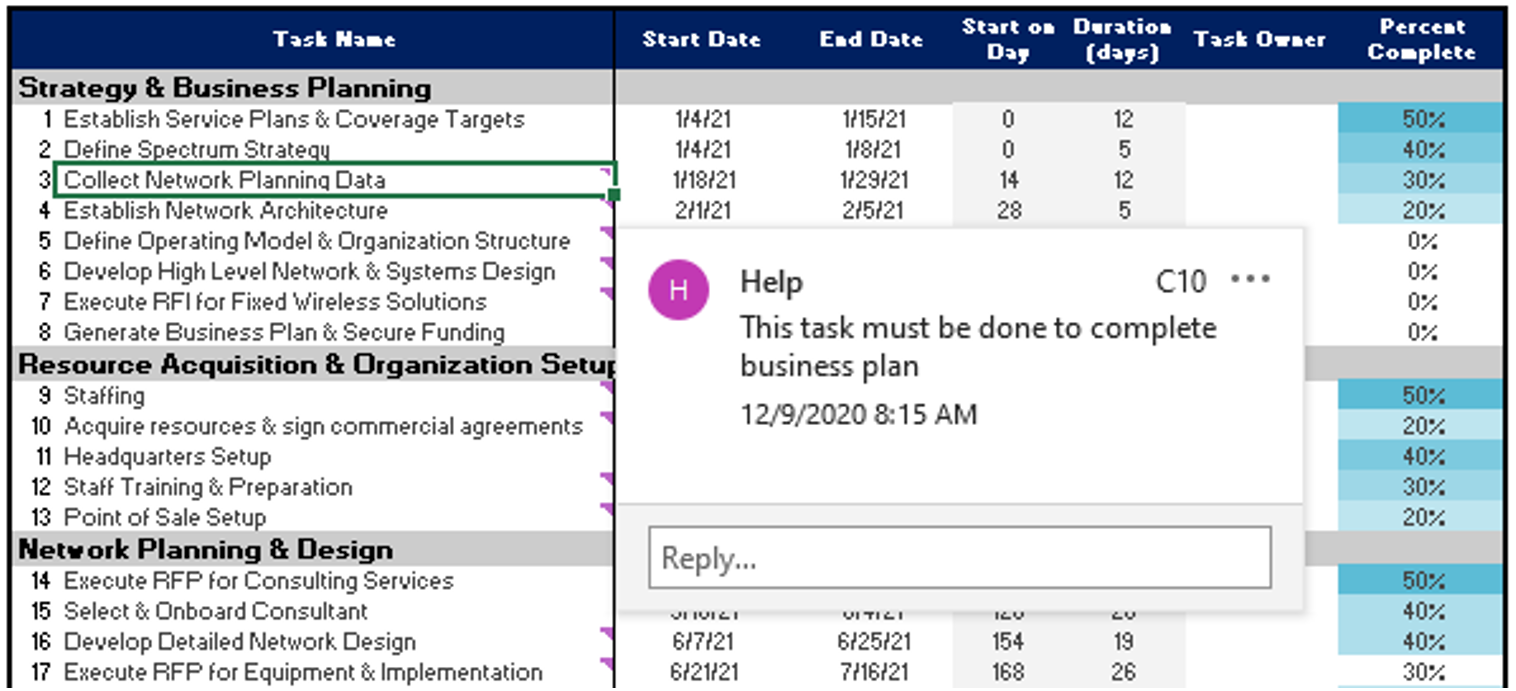 Task Name Start Date End Date Start on Day Duration (days) Task Owner Percent Complete
Strategy & Business Planning
1 Establish Service Plans & Coverage Targets 1/4/21 1/15/21 0 12 50%
2 Define Spectrum Strategy 1/4/21 1/8/21 0 5 40%
3 Collect Network Planning Data 1/18/21 1/29/21 14 12 30%
4 Establish Network Architecture 2/1/21 2/5/21 28 5 20%
5 Define Operating Model & Organization Structure 0%
6 Develop High Level Network & Systems Design 0%
7 Execute RFI for Fixed Wireless Solutions 0%
8 Generate Business Plan & Secure Funding 0%
Resource Acquisition & Organization Setup
9 Staffing 50%
10 Acquire resources & sign commercial agreements 20%
11 Headquarters Setup 40%
12 Staff Training & Preparation 30%
13 Point of Sale Setup 20%
Network Planning & Design
14 Execute RFP for Consulting Services 50%
15 Select & Onboard Consultant 40%
16 Develop Detailed Network Design 6/7/21 6/25/21 154 19 40%
17 Execute RFP for Equipment & Implementation 6/21/21 7/16/21 168 26 30%
H Help C10 •••
This task must be done to complete
business plan
12/9/2020 8:15 AM
Reply...